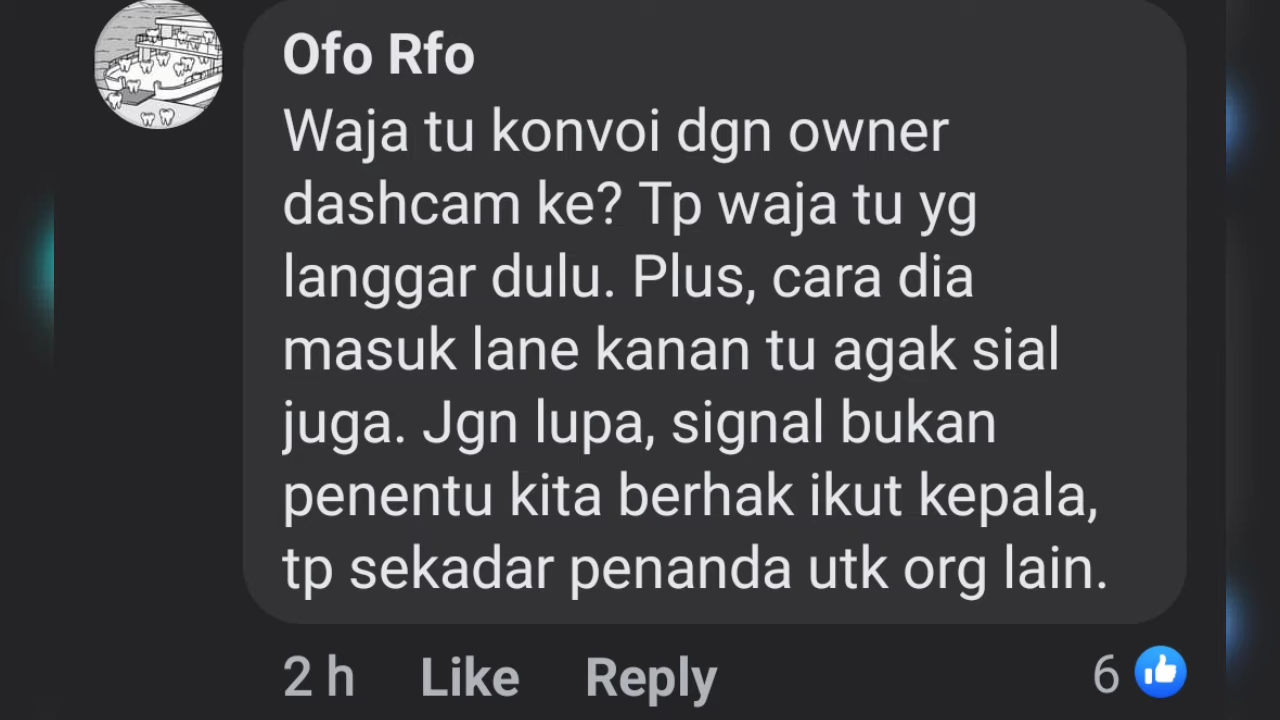 Ofo Rfo
Waja tu konvoi dgn owner
dashcam ke? Tp waja tu yg
langgar dulu. Plus, cara dia
masuk lane kanan tu agak sial
juga. Jgn lupa, signal bukan
penentu kita berhak ikut kepala,
tp sekadar penanda utk org lain.
2 h Like Reply 6